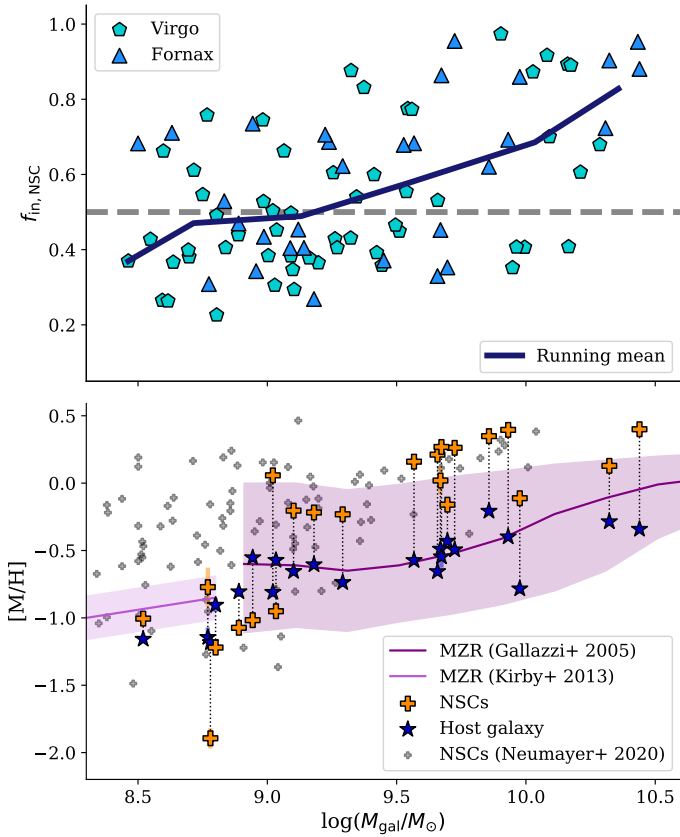 1.0
0.8
0.6
0.4
0.2
f_in, NSC
Virgo
Fornax
Running mean
0.5
0.0
−0.5
−1.0
−1.5
−2.0
[M/H]
MZR (Gallazzi+ 2005)
MZR (Kirby+ 2013)
NSCs
Host galaxy
NSCs (Neumayer+ 2020)
8.5 9.0 9.5 10.0 10.5
log(M_gal/M_⊙)